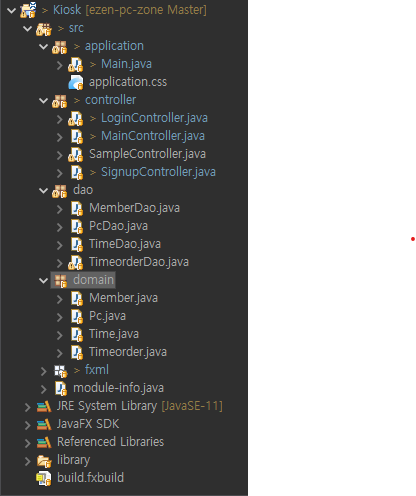 > Kiosk [ezen-pc-zone Master]
> src
> application
> Main.java
application.css
> controller
> LoginController.java
> MainController.java
SampleController.java
> SignupController.java
dao
MemberDao.java
PcDao.java
TimeDao.java
TimeorderDao.java
domain
Member.java
Pc.java
Time.java
Timeorder.java
> fxml
module-info.java
JRE System Library [JavaSE-11]
JavaFX SDK
Referenced Libraries
library
build.fxbuild